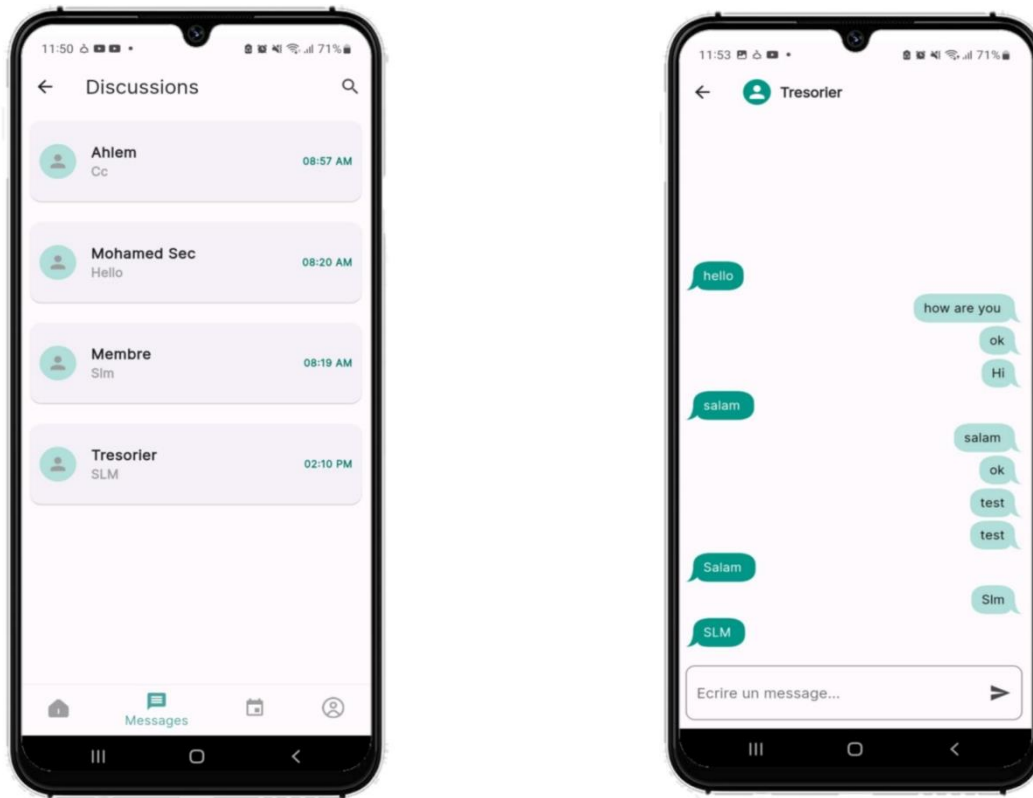 11:50
71%
Discussions
Ahlem
Cc
08:57 AM
Mohamed Sec
Hello
08:20 AM
Membre
Slm
08:19 AM
Tresorier
SLM
02:10 PM
Messages
11:53
71%
Tresorier
hello
how are you
ok
Hi
salam
salam
ok
test
test
Salam
Slm
SLM
Ecrire un message...